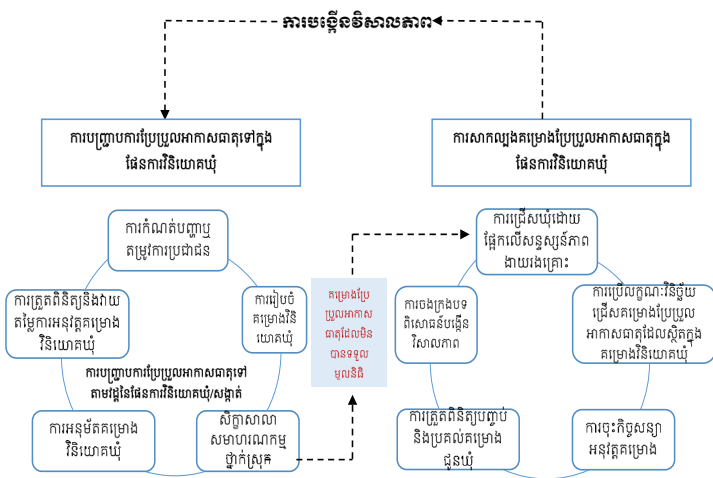 ការបង្កើនវិសាលភាព
ការបញ្ជ្រាបការប្រែប្រួលអាកាសធាតុទៅក្នុង
ផែនការវិនិយោគឃុំ
ការសាកល្បងគម្រោងប្រែប្រួលអាកាសធាតុក្នុង
ផែនការវិនិយោគឃុំ
ការកំណត់បញ្ហាឬ
តម្រូវការប្រជាជន
ការរៀបចំ
គម្រោងវិនិ
យោគឃុំ
សិក្ខាសាលា
សមាហរណកម្ម
ថ្នាក់ស្រុក
ការអនុម័តគម្រោង
វិនិយោគឃុំ
ការត្រួតពិនិត្យនិងវាយ
តម្លៃការអនុវត្តគម្រោង
វិនិយោគឃុំ
ការបញ្ជ្រាបការប្រែប្រួលអាកាសធាតុទៅ
តាមវដ្តនៃផែនការវិនិយោគឃុំ/សង្កាត់
គម្រោងប្រែ
ប្រួលអាកាស
ធាតុដែលមិន
បានទទួល
មូលនិធិ
ការជ្រើសឃុំដោយ
ផ្អែកលើសន្ទស្សន៍ភាព
ងាយរងគ្រោះ
ការប្រើលក្ខណៈវិនិច្ឆ័យ
ជ្រើសគម្រោងប្រែប្រួល
អាកាសធាតុដែលស្ថិតក្នុង
គម្រោងវិនិយោគឃុំ
ការចុះកិច្ចសន្យា
អនុវត្តគម្រោង
ការត្រួតពិនិត្យបញ្ចប់
និងប្រគល់គម្រោង
ជូនឃុំ
ការចងក្រងបទ
ពិសោធន៍បង្កើន
វិសាលភាព